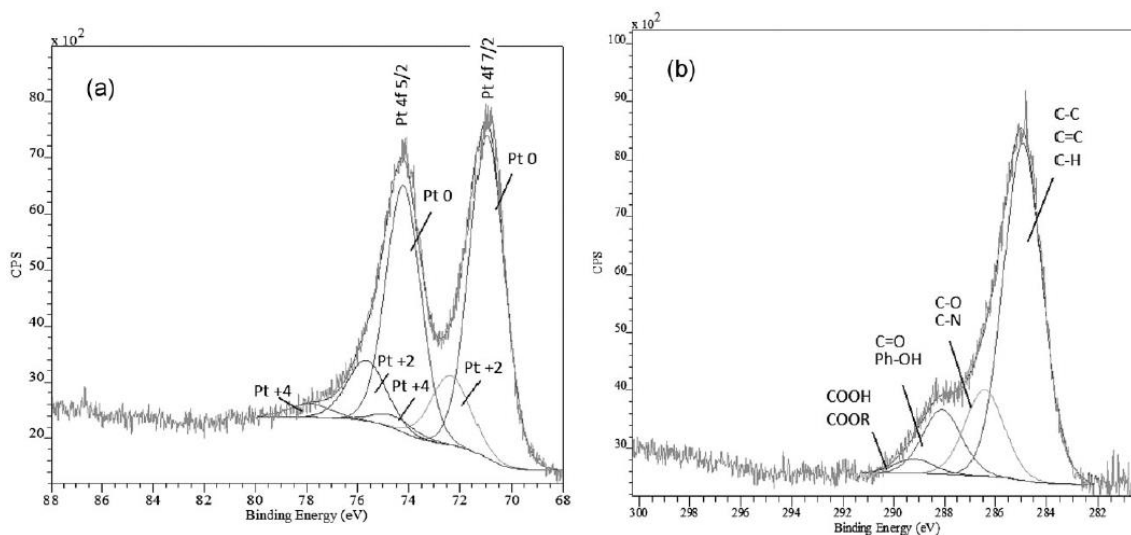 x 10²
(a)
Pt 4f 5/2
Pt 4f 7/2
Pt 0
Pt 0
Pt +2
Pt +4
Pt +2
Pt +4
80
70
60
50
40
30
20
CPS
88 86 84 82 80 78 76 74 72 70 68
Binding Energy (eV)
x 10²
(b)
C-C
C=C
C-H
C-O
C-N
C=O
Ph-OH
COOH
COOR
100
90
80
70
60
50
40
30
CPS
300 298 296 294 292 290 288 286 284 282
Binding Energy (eV)